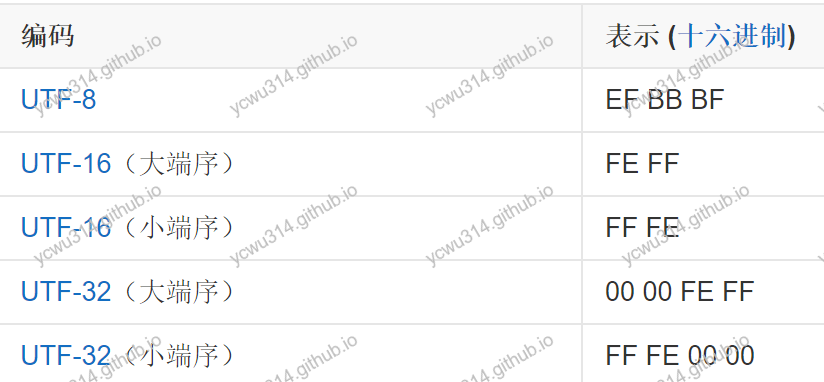 编码 表示 (十六进制)
UTF-8 EF BB BF
UTF-16（大端序） FE FF
UTF-16（小端序） FF FE
UTF-32（大端序） 00 00 FE FF
UTF-32（小端序） FF FE 00 00
ycwu314.github.io ycwu314.github.io ycwu314.github.io ycwu314.github.io
ycwu314.github.io ycwu314.github.io ycwu314.github.io ycwu314.github.io
ycwu314.github.io ycwu314.github.io ycwu314.github.io ycwu314.github.io